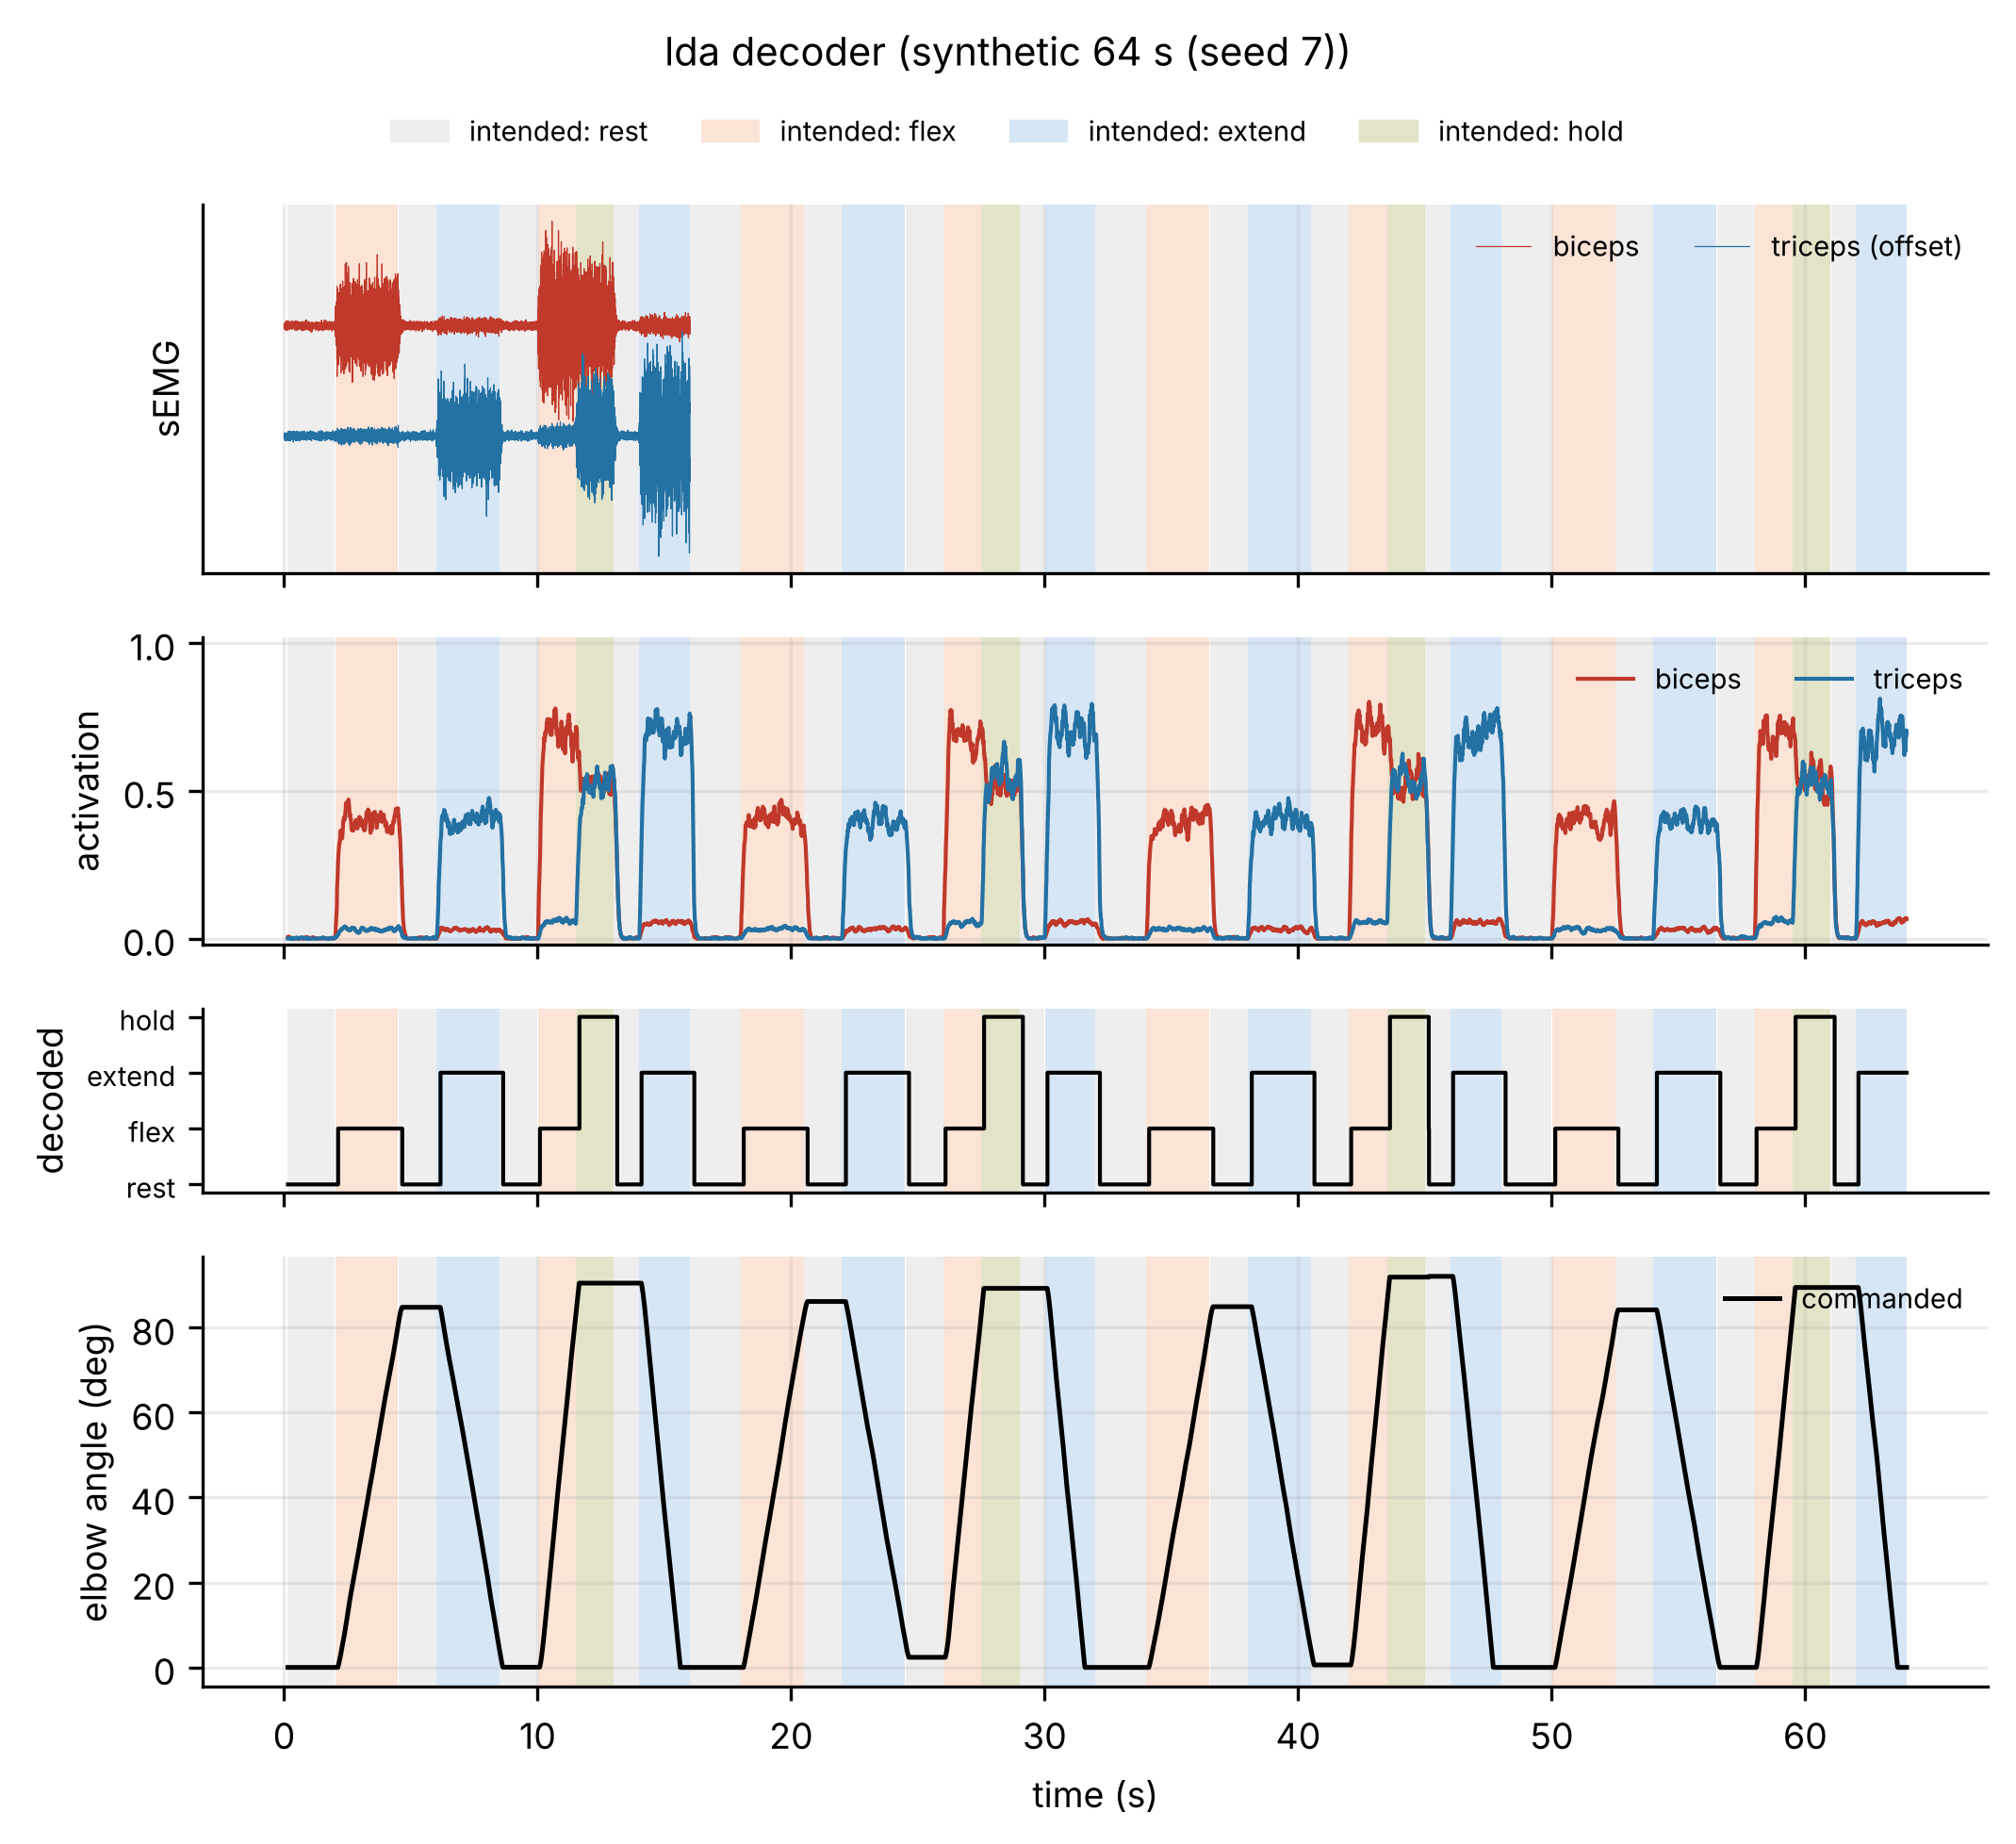 lda decoder (synthetic 64 s (seed 7))
intended: rest intended: flex intended: extend intended: hold
sEMG
biceps triceps (offset)
activation
1.0
0.5
0.0
biceps triceps
decoded
hold
extend
flex
rest
elbow angle (deg)
80
60
40
20
0
commanded
0 10 20 30 40 50 60
time (s)